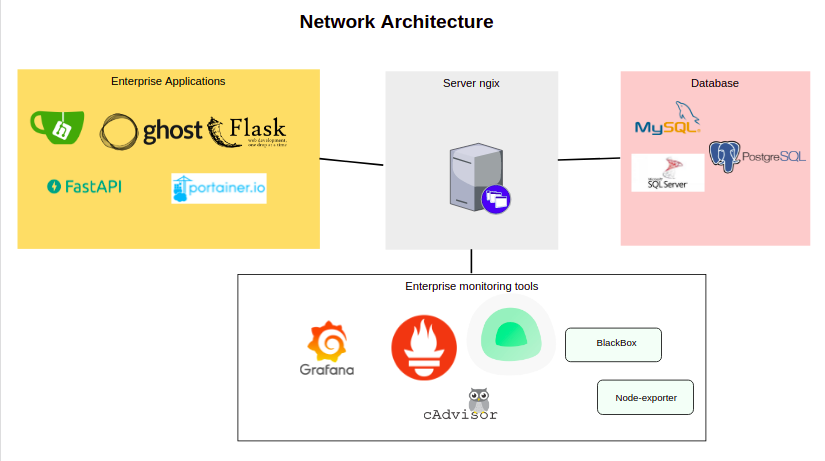 Network Architecture
Enterprise Applications
ghost
Flask
web development,
one drop at a time
FastAPI
portainer.io
Server ngix
Database
MySQL
PostgreSQL
Microsoft
SQL Server
Enterprise monitoring tools
Grafana
BlackBox
cAdvisor
Node-exporter